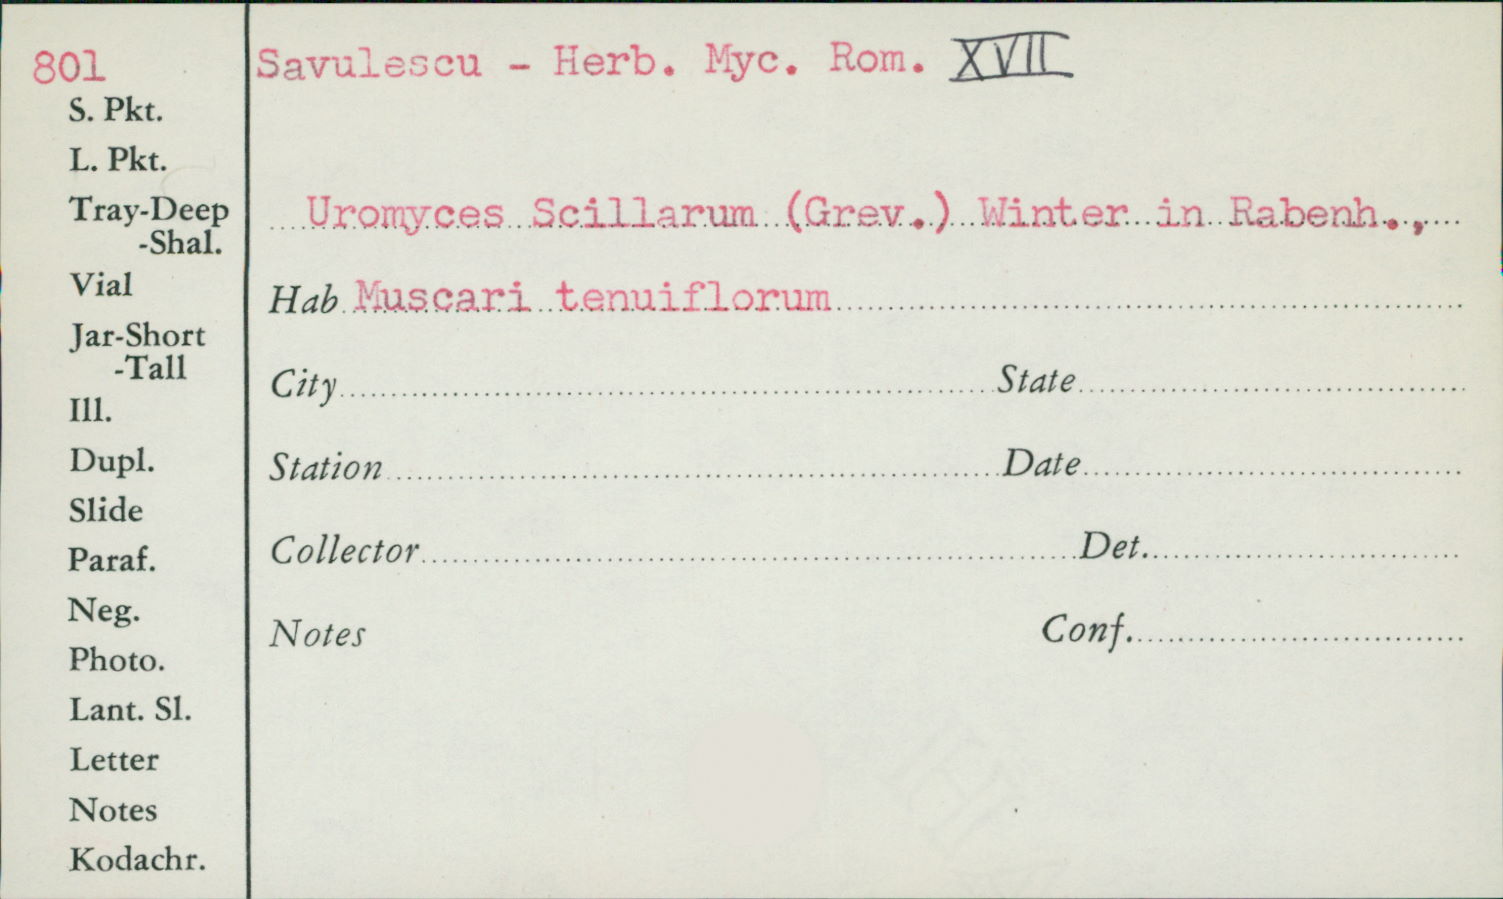 801
Savulescu - Herb. Myc. Rom. XVII
S. Pkt.
L. Pkt.
Tray-Deep
-Shal.
Vial
Jar-Short
-Tall
Ill.
Dupl.
Slide
Paraf.
Neg.
Photo.
Lant. Sl.
Letter
Notes
Kodachr.
Uromyces Scillarum (Grev.) Winter in Rabenh.,
Hab Muscari tenuiflorum
City State
Station Date
Collector Det.
Notes Conf.